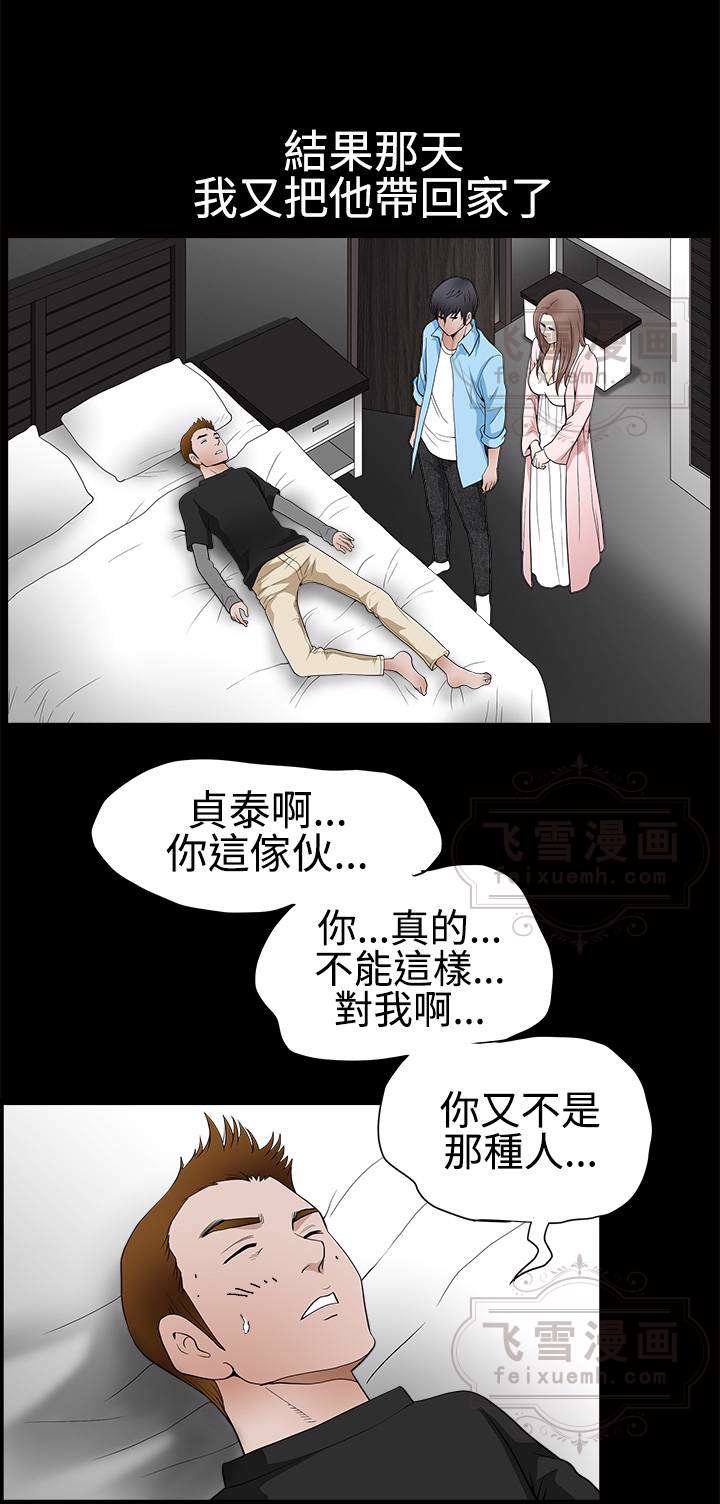 結果那天
我又把他帶回家了
飞雪漫画
feixuemh.com
貞泰啊...
你這傢伙...
飞雪漫画
feixuemh.com
你...真的...
不能這樣...
對我啊...
你又不是
那種人...
飞雪漫画
feixuemh.com